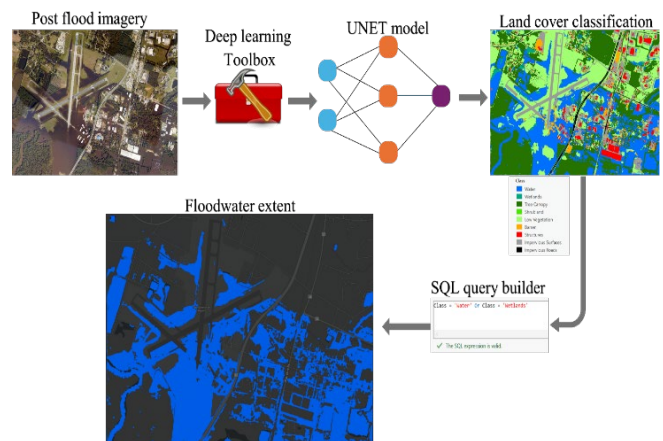 Post flood imagery
Deep learning
Toolbox
UNET model
Land cover classification
Class
Water
Wetlands
Tree Canopy
Shrubland
Low Vegetation
Barren
Structures
Impervious Surfaces
Impervious Roads
Floodwater extent
SQL query builder
Class = 'Water' Or Class = 'Wetlands'
The SQL expression is valid.